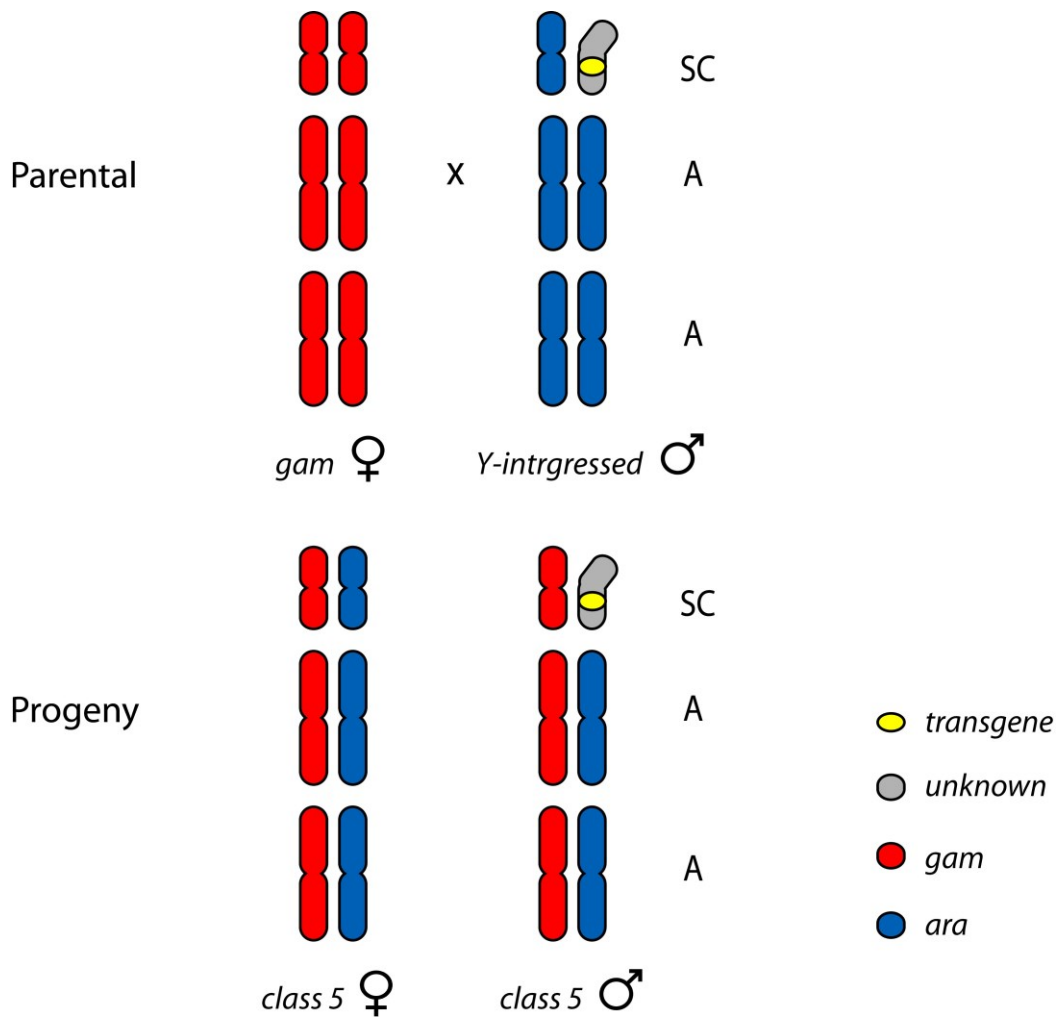 SC
Parental
x
A
A
gam ♀
Y-intrgressed ♂
SC
Progeny
A
A
class 5 ♀
class 5 ♂
transgene
unknown
gam
ara